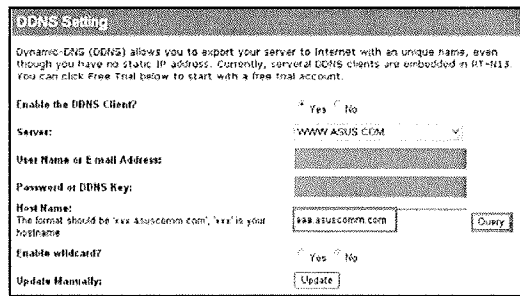 DDNS Setting
Dynamic-DNS (DDNS) allows you to export your server to Internet with an unique name, even
though you have no static IP address. Currently, serveral DDNS clients are embedded in RT-N13.
You can click Free Trial below to start with a free trial account.
Enable the DDNS Client? Yes No
Server: WWW.ASUS.COM
User Name or E-mail Address:
Password or DDNS Key:
Host Name:
The format should be 'xxx.asuscomm.com', 'xxx' is your
hostname
aaa.asuscomm.com Query
Enable wildcard? Yes No
Update Manually: Update